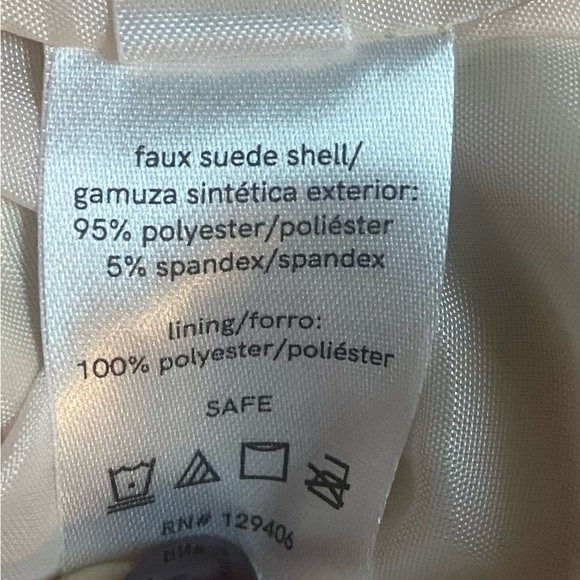 faux suede shell/
gamuza sintética exterior:
95% polyester/poliéster
5% spandex/spandex
lining/forro:
100% polyester/poliéster
SAFE
RN# 129406